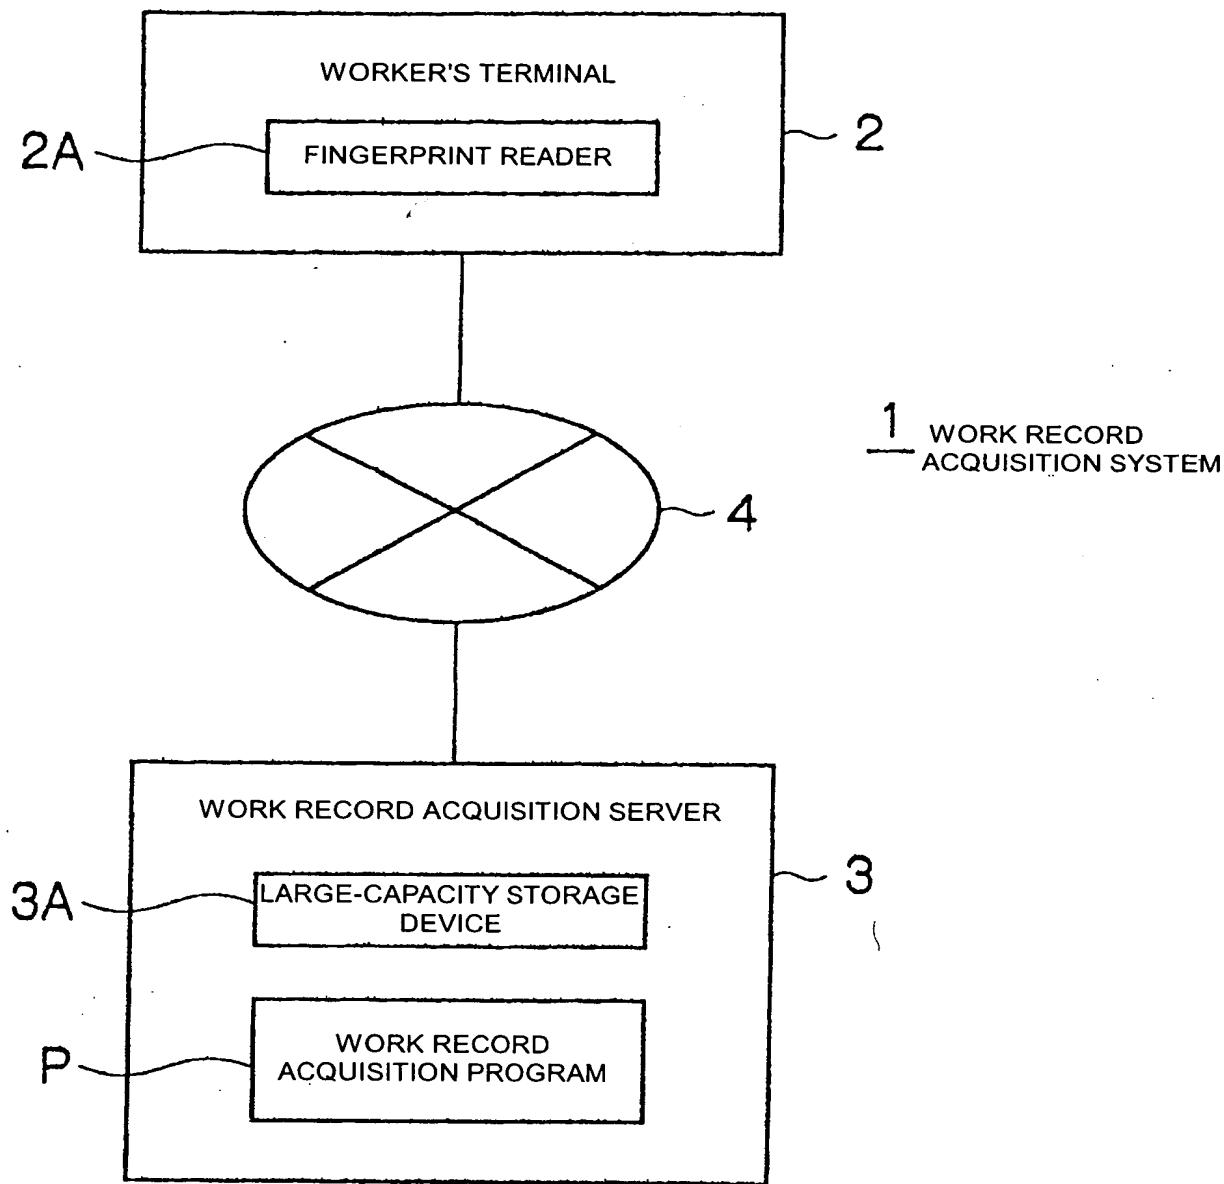 WORKER'S TERMINAL
2A
FINGERPRINT READER
2
1 WORK RECORD
ACQUISITION SYSTEM
4
WORK RECORD ACQUISITION SERVER
3A
LARGE-CAPACITY STORAGE
DEVICE
3
P
WORK RECORD
ACQUISITION PROGRAM